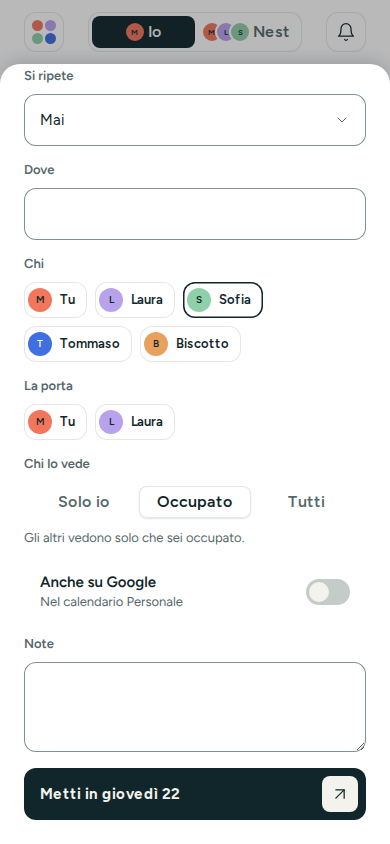 M Io
M L S Nest
Si ripete
Mai
Dove
Chi
M Tu
L Laura
S Sofia
T Tommaso
B Biscotto
La porta
M Tu
L Laura
Chi lo vede
Solo io
Occupato
Tutti
Gli altri vedono solo che sei occupato.
Anche su Google
Nel calendario Personale
Note
Metti in giovedì 22